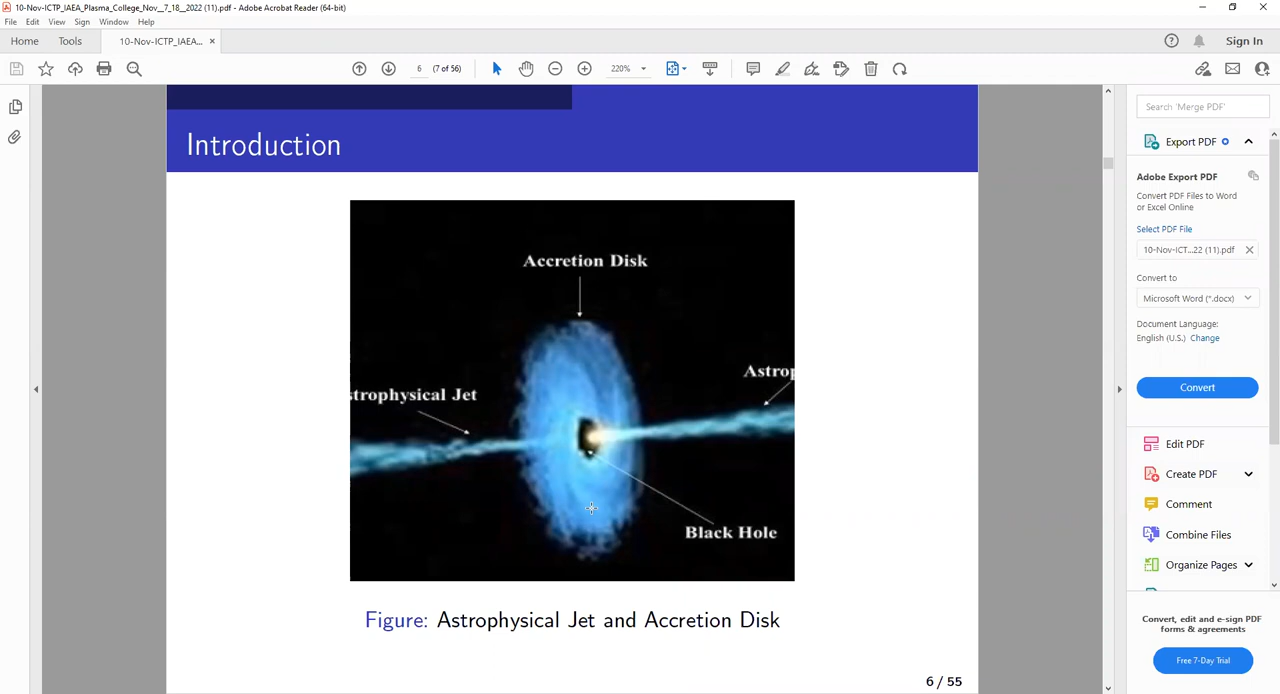 10-Nov-ICTP_IAEA_Plasma_College_Nov__7_18__2022 (11).pdf - Adobe Acrobat Reader (64-bit)
File Edit View Sign Window Help
Home Tools 10-Nov-ICTP_IAEA... × Sign In
6 (7 of 56) 220%
Introduction
Accretion Disk
Astrop
strophysical Jet
Black Hole
Figure: Astrophysical Jet and Accretion Disk
6 / 55
Search 'Merge PDF'
Export PDF
Adobe Export PDF
Convert PDF Files to Word
or Excel Online
Select PDF File
10-Nov-ICT...22 (11).pdf
Convert to
Microsoft Word (*.docx)
Document Language:
English (U.S.) Change
Convert
Edit PDF
Create PDF
Comment
Combine Files
Organize Pages
Convert, edit and e-sign PDF
forms & agreements
Free 7-Day Trial